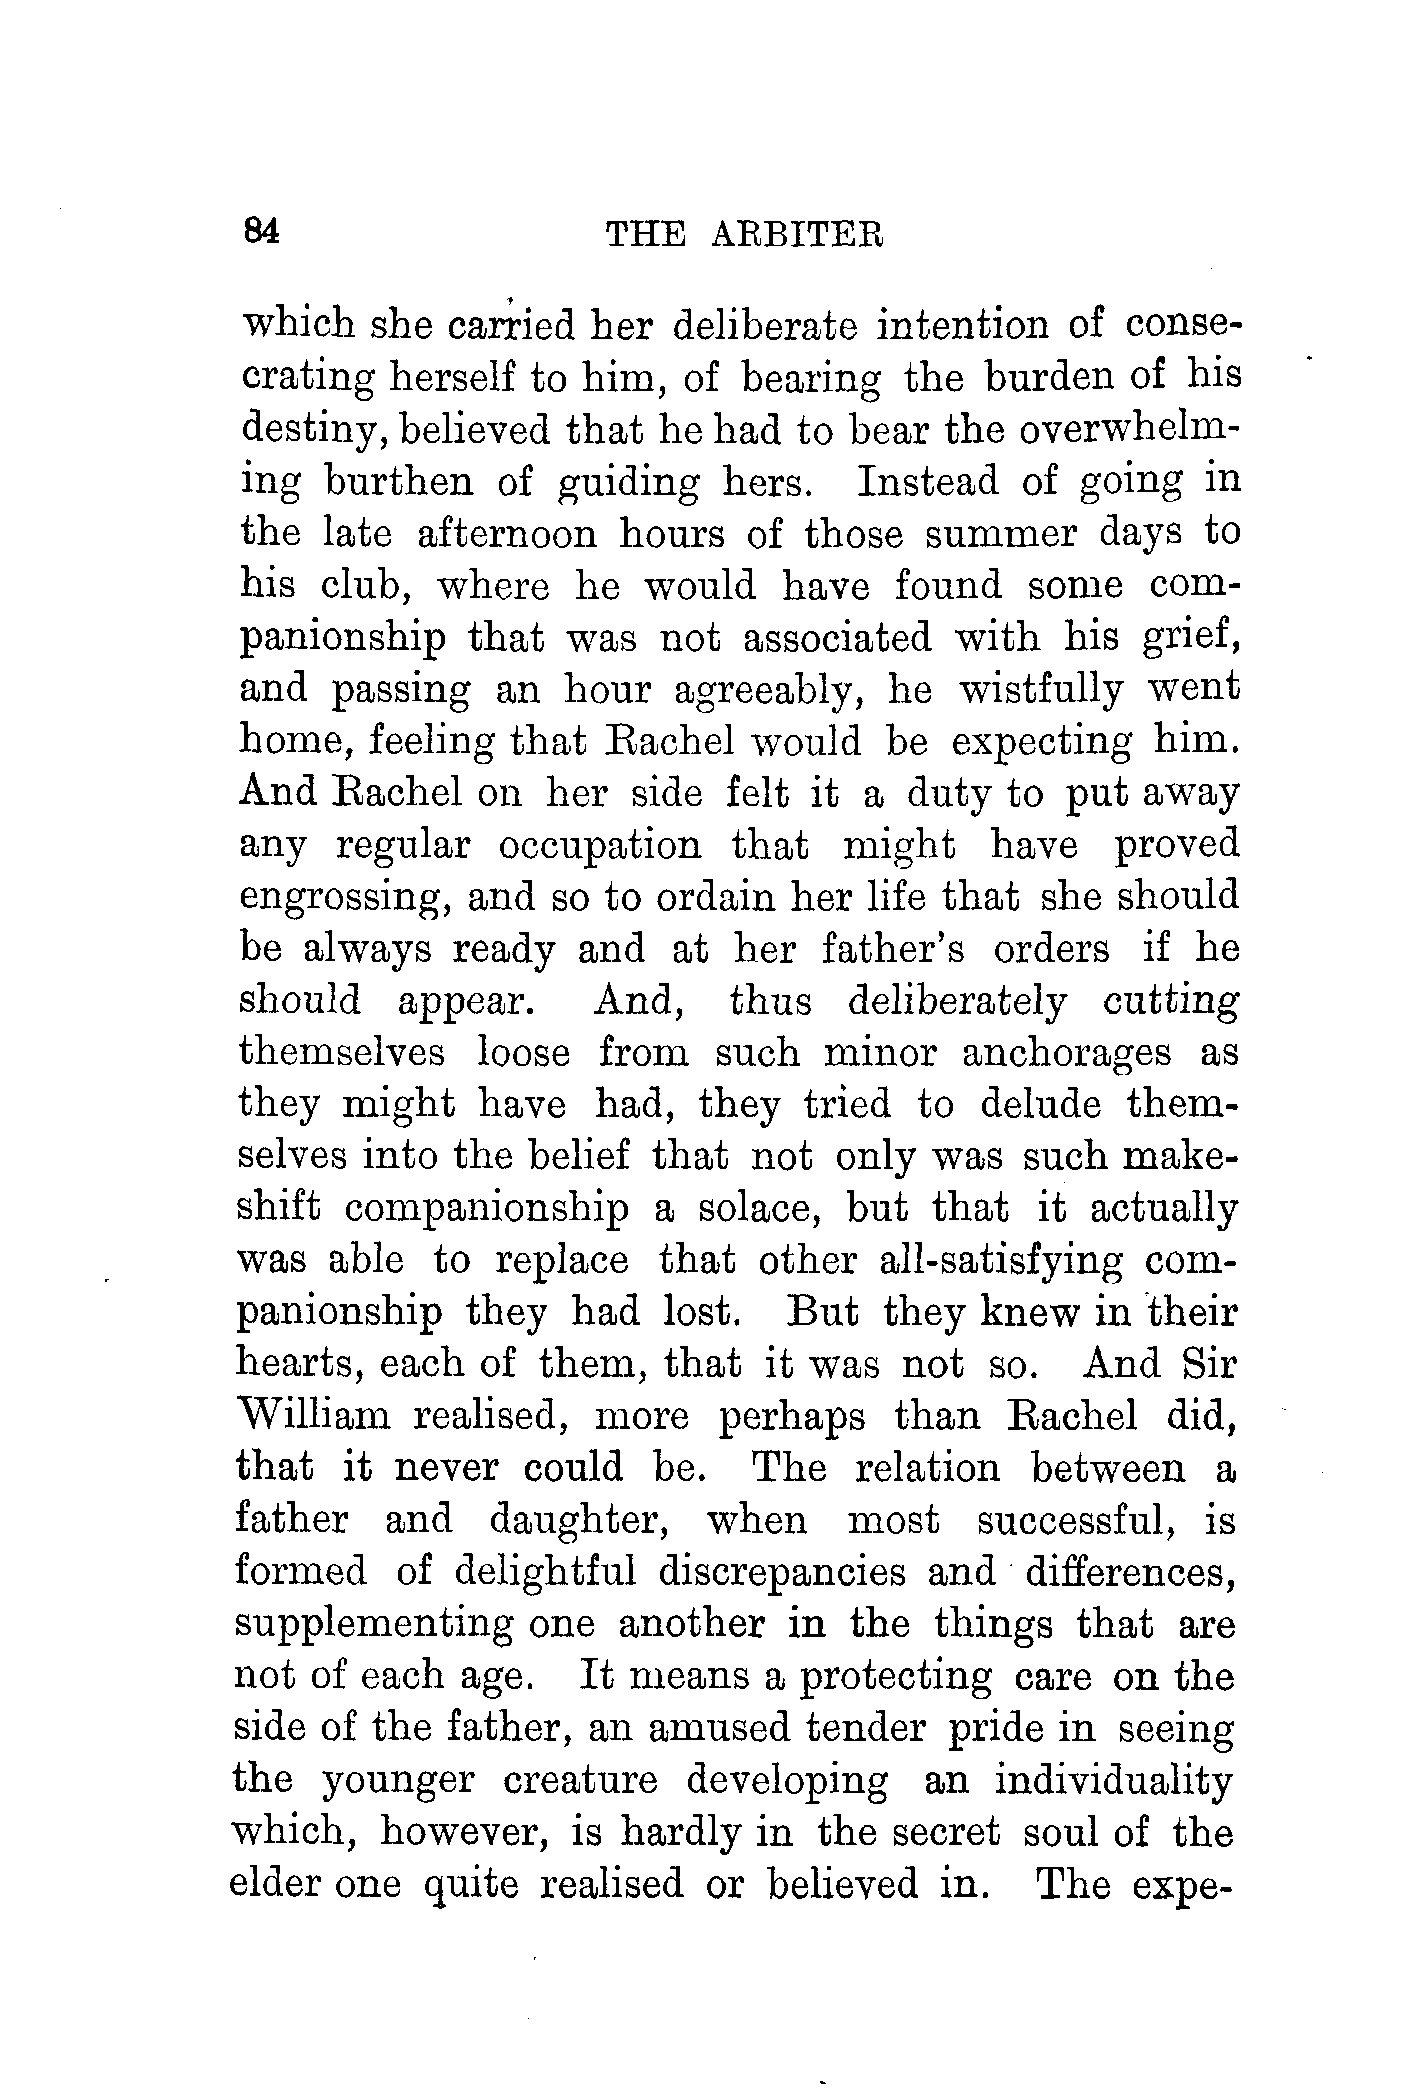 84 THE ARBITER
which she carried her deliberate intention of conse-
crating herself to him, of bearing the burden of his
destiny, believed that he had to bear the overwhelm-
ing burthen of guiding hers. Instead of going in
the late afternoon hours of those summer days to
his club, where he would have found some com-
panionship that was not associated with his grief,
and passing an hour agreeably, he wistfully went
home, feeling that Rachel would be expecting him.
And Rachel on her side felt it a duty to put away
any regular occupation that might have proved
engrossing, and so to ordain her life that she should
be always ready and at her father's orders if he
should appear. And, thus deliberately cutting
themselves loose from such minor anchorages as
they might have had, they tried to delude them-
selves into the belief that not only was such make-
shift companionship a solace, but that it actually
was able to replace that other all-satisfying com-
panionship they had lost. But they knew in their
hearts, each of them, that it was not so. And Sir
William realised, more perhaps than Rachel did,
that it never could be. The relation between a
father and daughter, when most successful, is
formed of delightful discrepancies and differences,
supplementing one another in the things that are
not of each age. It means a protecting care on the
side of the father, an amused tender pride in seeing
the younger creature developing an individuality
which, however, is hardly in the secret soul of the
elder one quite realised or believed in. The expe-